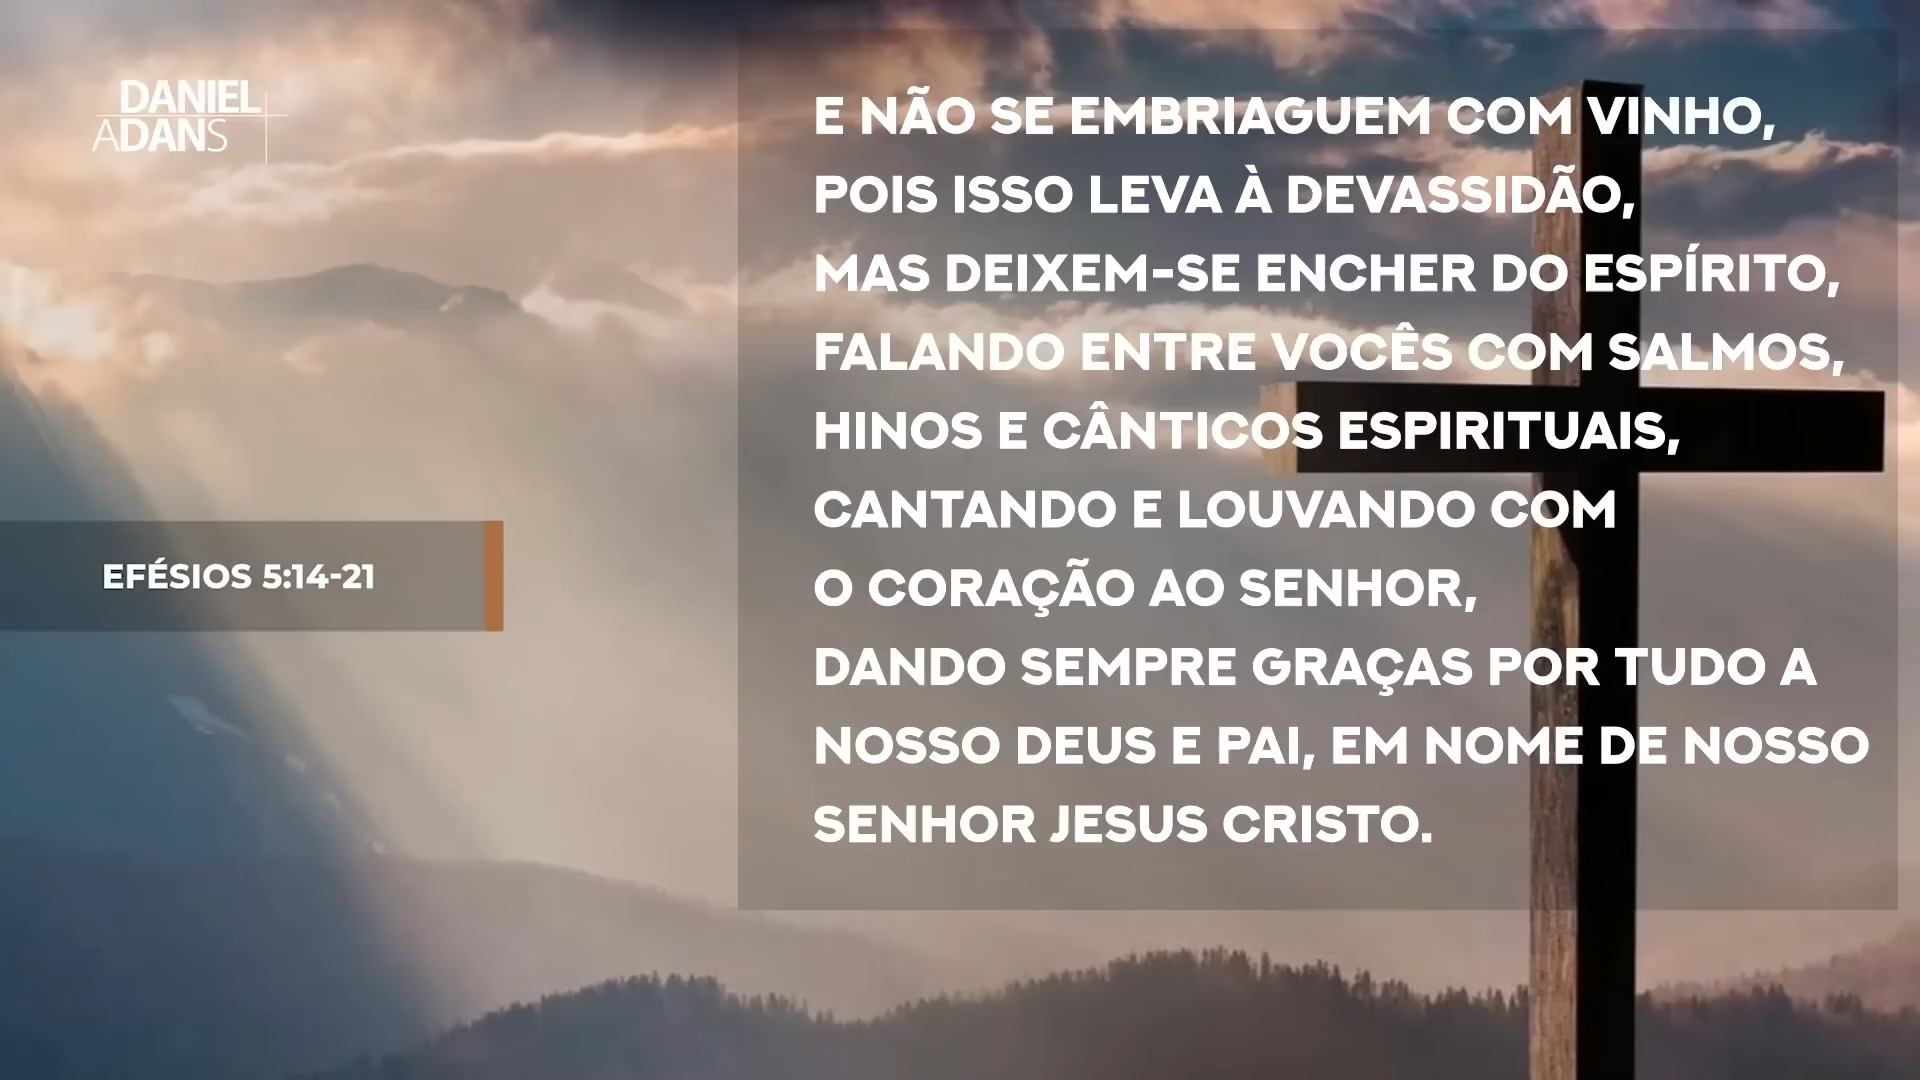 DANIEL
ADANS
EFÉSIOS 5:14-21
E NÃO SE EMBRIAGUEM COM VINHO,
POIS ISSO LEVA À DEVASSIDÃO,
MAS DEIXEM-SE ENCHER DO ESPÍRITO,
FALANDO ENTRE VOCÊS COM SALMOS,
HINOS E CÂNTICOS ESPIRITUAIS,
CANTANDO E LOUVANDO COM
O CORAÇÃO AO SENHOR,
DANDO SEMPRE GRAÇAS POR TUDO A
NOSSO DEUS E PAI, EM NOME DE NOSSO
SENHOR JESUS CRISTO.